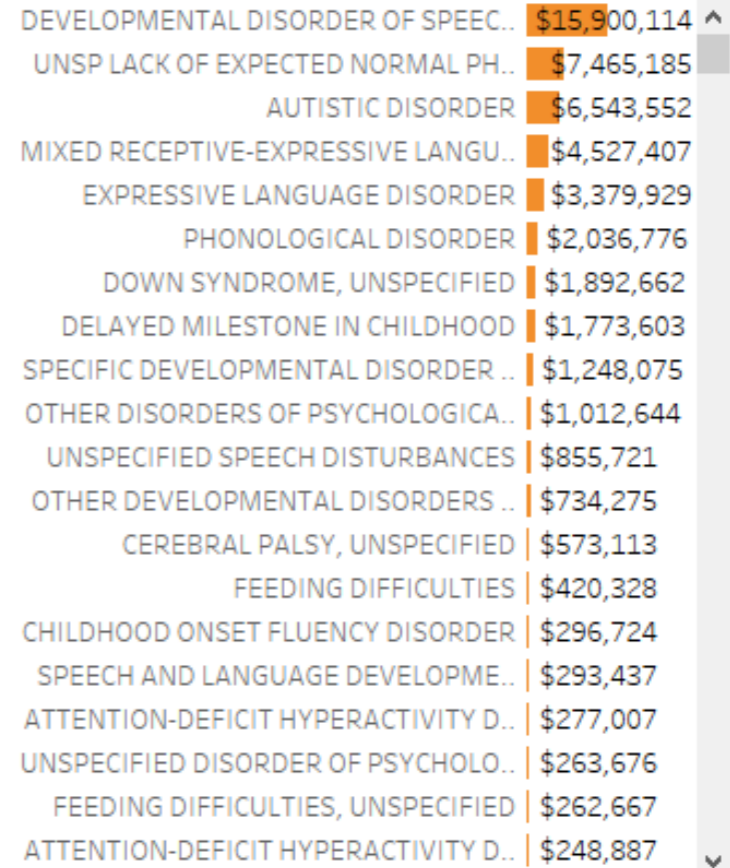 DEVELOPMENTAL DISORDER OF SPEEC.. $15,900,114
UNSP LACK OF EXPECTED NORMAL PH.. $7,465,185
AUTISTIC DISORDER $6,543,552
MIXED RECEPTIVE-EXPRESSIVE LANGU.. $4,527,407
EXPRESSIVE LANGUAGE DISORDER $3,379,929
PHONOLOGICAL DISORDER $2,036,776
DOWN SYNDROME, UNSPECIFIED $1,892,662
DELAYED MILESTONE IN CHILDHOOD $1,773,603
SPECIFIC DEVELOPMENTAL DISORDER .. $1,248,075
OTHER DISORDERS OF PSYCHOLOGICA.. $1,012,644
UNSPECIFIED SPEECH DISTURBANCES $855,721
OTHER DEVELOPMENTAL DISORDERS .. $734,275
CEREBRAL PALSY, UNSPECIFIED $573,113
FEEDING DIFFICULTIES $420,328
CHILDHOOD ONSET FLUENCY DISORDER $296,724
SPEECH AND LANGUAGE DEVELOPME.. $293,437
ATTENTION-DEFICIT HYPERACTIVITY D.. $277,007
UNSPECIFIED DISORDER OF PSYCHOLO.. $263,676
FEEDING DIFFICULTIES, UNSPECIFIED $262,667
ATTENTION-DEFICIT HYPERACTIVITY D.. $248,887